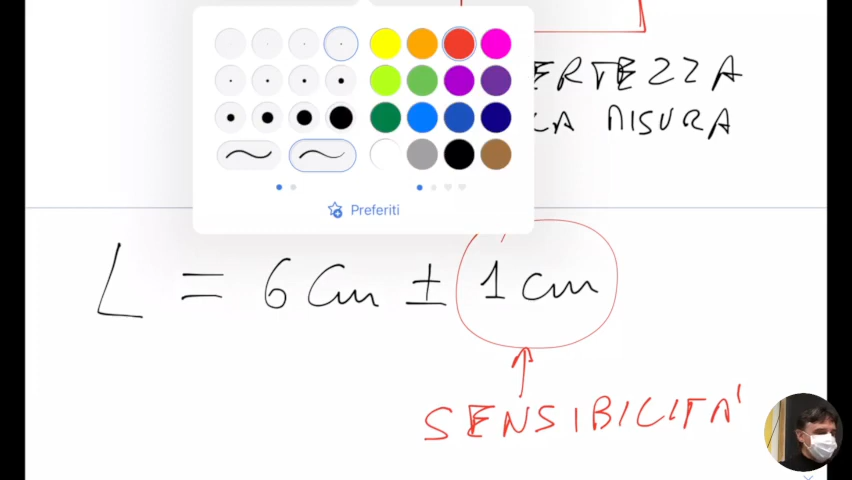 ERTEZZA
LA MISURA
Preferiti
L = 6 cm ± 1 cm
SENSIBILITA'